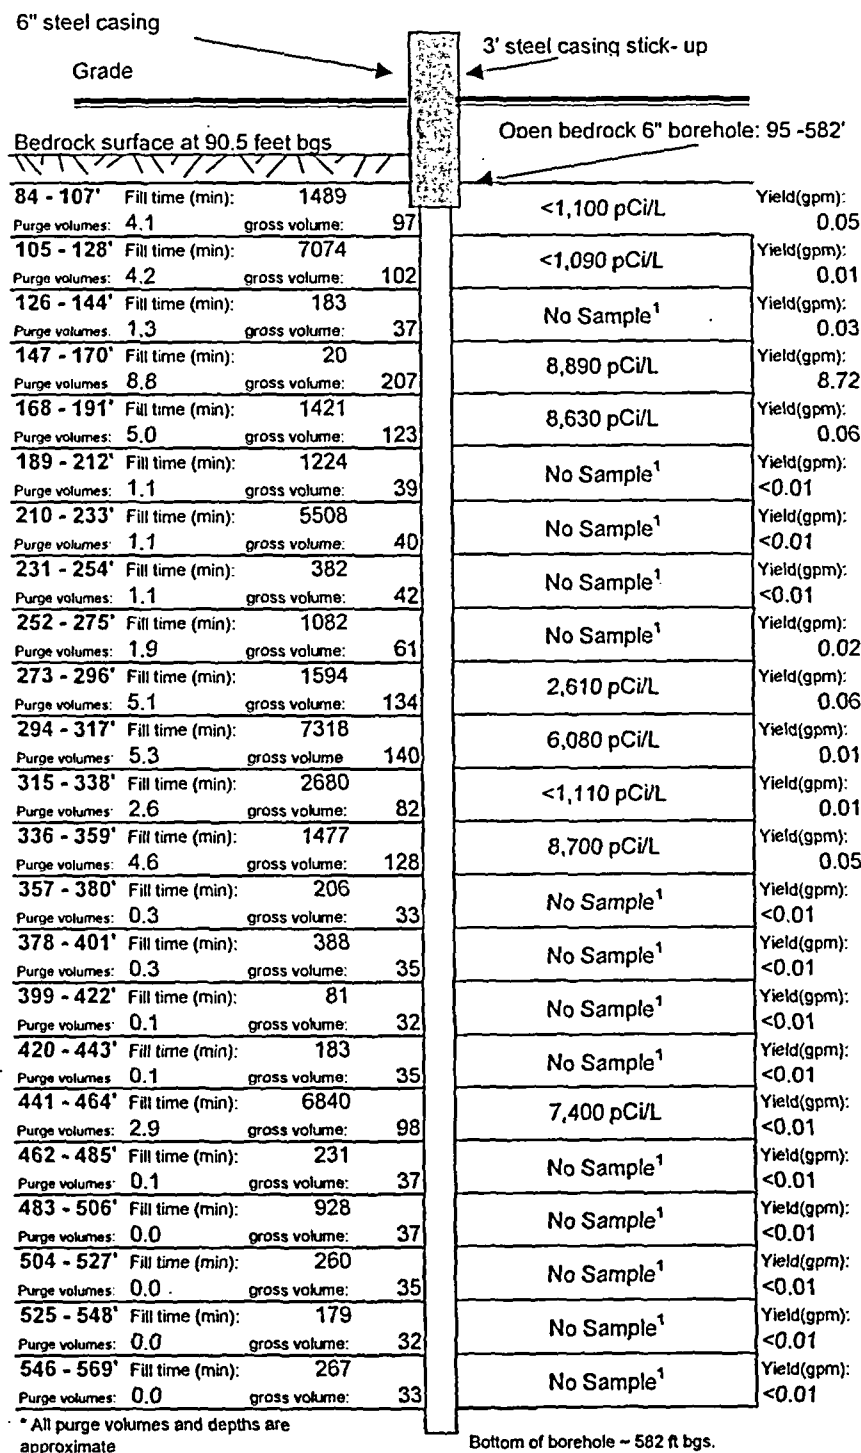 6" steel casing
3' steel casing stick- up
Grade
Bedrock surface at 90.5 feet bgs
Open bedrock 6" borehole: 95 -582'
84 - 107' Fill time (min): 1489
<1,100 pCi/L
Yield(gpm):
Purge volumes: 4.1 gross volume: 97
0.05
105 - 128' Fill time (min): 7074
<1,090 pCi/L
Yield(gpm):
Purge volumes: 4.2 gross volume: 102
0.01
126 - 144' Fill time (min): 183
No Sample¹
Yield(gpm):
Purge volumes. 1.3 gross volume: 37
0.03
147 - 170' Fill time (min): 20
8,890 pCi/L
Yield(gpm):
Purge volumes 8.8 gross volume: 207
8.72
168 - 191' Fill time (min): 1421
8,630 pCi/L
Yield(gpm):
Purge volumes: 5.0 gross volume: 123
0.06
189 - 212' Fill time (min): 1224
No Sample¹
Yield(gpm):
Purge volumes: 1.1 gross volume: 39
<0.01
210 - 233' Fill time (min): 5508
No Sample¹
Yield(gpm):
Purge volumes: 1.1 gross volume: 40
<0.01
231 - 254' Fill time (min): 382
No Sample¹
Yield(gpm):
Purge volumes: 1.1 gross volume: 42
<0.01
252 - 275' Fill time (min): 1082
No Sample¹
Yield(gpm):
Purge volumes: 1.9 gross volume: 61
0.02
273 - 296' Fill time (min): 1594
2,610 pCi/L
Yield(gpm):
Purge volumes: 5.1 gross volume: 134
0.06
294 - 317' Fill time (min): 7318
6,080 pCi/L
Yield(gpm):
Purge volumes: 5.3 gross volume 140
0.01
315 - 338' Fill time (min): 2680
<1,110 pCi/L
Yield(gpm):
Purge volumes: 2.6 gross volume: 82
0.01
336 - 359' Fill time (min): 1477
8,700 pCi/L
Yield(gpm):
Purge volumes: 4.6 gross volume: 128
0.05
357 - 380' Fill time (min): 206
No Sample¹
Yield(gpm):
Purge volumes: 0.3 gross volume: 33
<0.01
378 - 401' Fill time (min): 388
No Sample¹
Yield(gpm):
Purge volumes: 0.3 gross volume: 35
<0.01
399 - 422' Fill time (min): 81
No Sample¹
Yield(gpm):
Purge volumes: 0.1 gross volume: 32
<0.01
420 - 443' Fill time (min): 183
No Sample¹
Yield(gpm):
Purge volumes 0.1 gross volume: 35
<0.01
441 - 464' Fill time (min): 6840
7,400 pCi/L
Yield(gpm):
Purge volumes: 2.9 gross volume: 98
<0.01
462 - 485' Fill time (min): 231
No Sample¹
Yield(gpm):
Purge volumes: 0.1 gross volume: 37
<0.01
483 - 506' Fill time (min): 928
No Sample¹
Yield(gpm):
Purge volumes: 0.0 gross volume: 37
<0.01
504 - 527' Fill time (min): 260
No Sample¹
Yield(gpm):
Purge volumes: 0.0 gross volume: 35
<0.01
525 - 548' Fill time (min): 179
No Sample¹
Yield(gpm):
Purge volumes: 0.0 gross volume: 32
<0.01
546 - 569' Fill time (min): 267
No Sample¹
Yield(gpm):
Purge volumes: 0.0 gross volume: 33
<0.01
* All purge volumes and depths are
approximate
Bottom of borehole ~ 582 ft bgs.